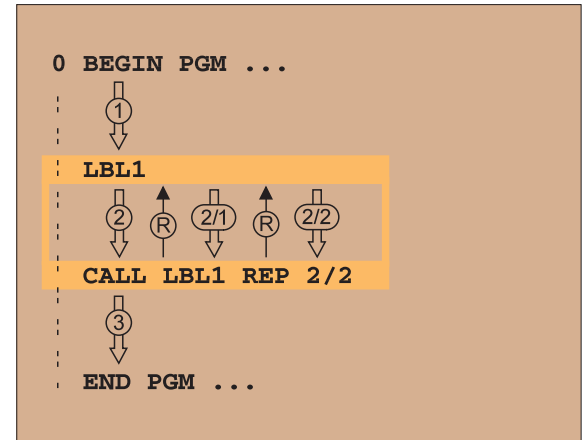 0 BEGIN PGM ...
1
LBL1
2 R 2/1 R 2/2
CALL LBL1 REP 2/2
3
END PGM ...